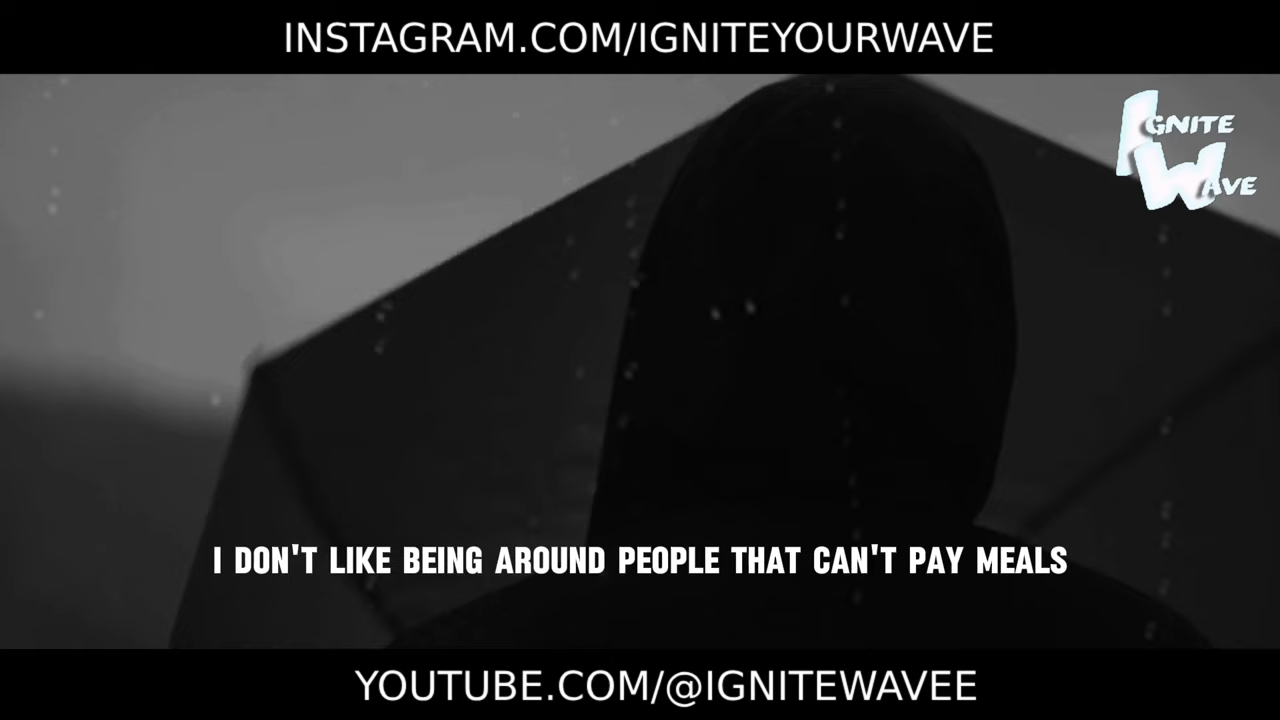 INSTAGRAM.COM/IGNITEYOURWAVE
IGNITE
WAVE
I DON'T LIKE BEING AROUND PEOPLE THAT CAN'T PAY MEALS
YOUTUBE.COM/@IGNITEWAVEE